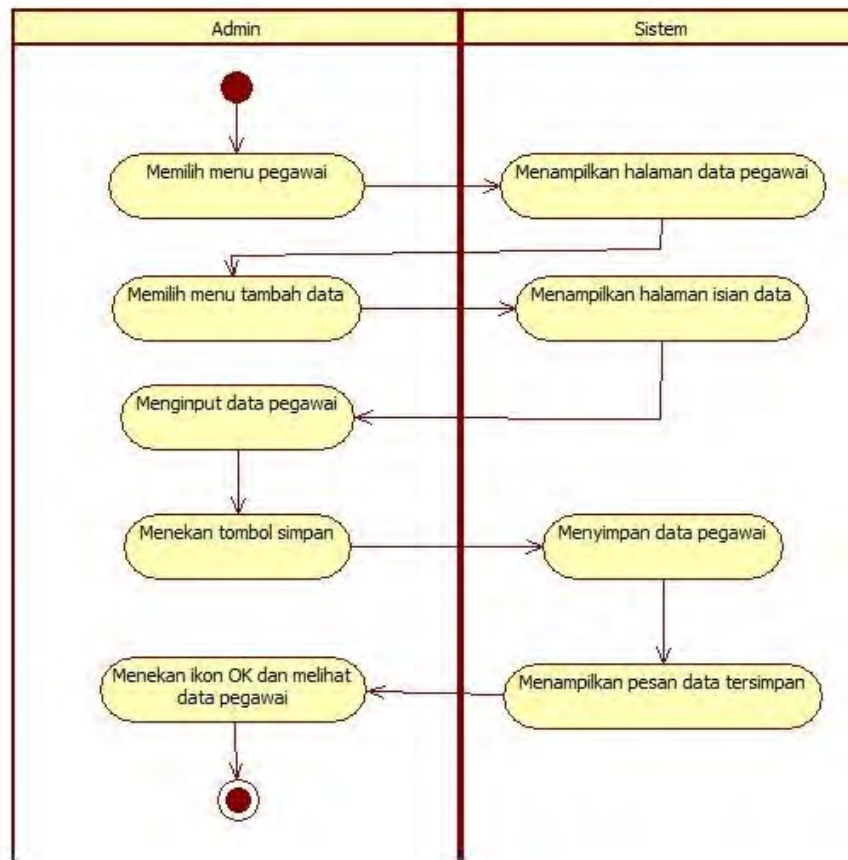 Admin
Sistem
Memilih menu pegawai
Menampilkan halaman data pegawai
Memilih menu tambah data
Menampilkan halaman isian data
Menginput data pegawai
Menekan tombol simpan
Menyimpan data pegawai
Menampilkan pesan data tersimpan
Menekan ikon OK dan melihat
data pegawai